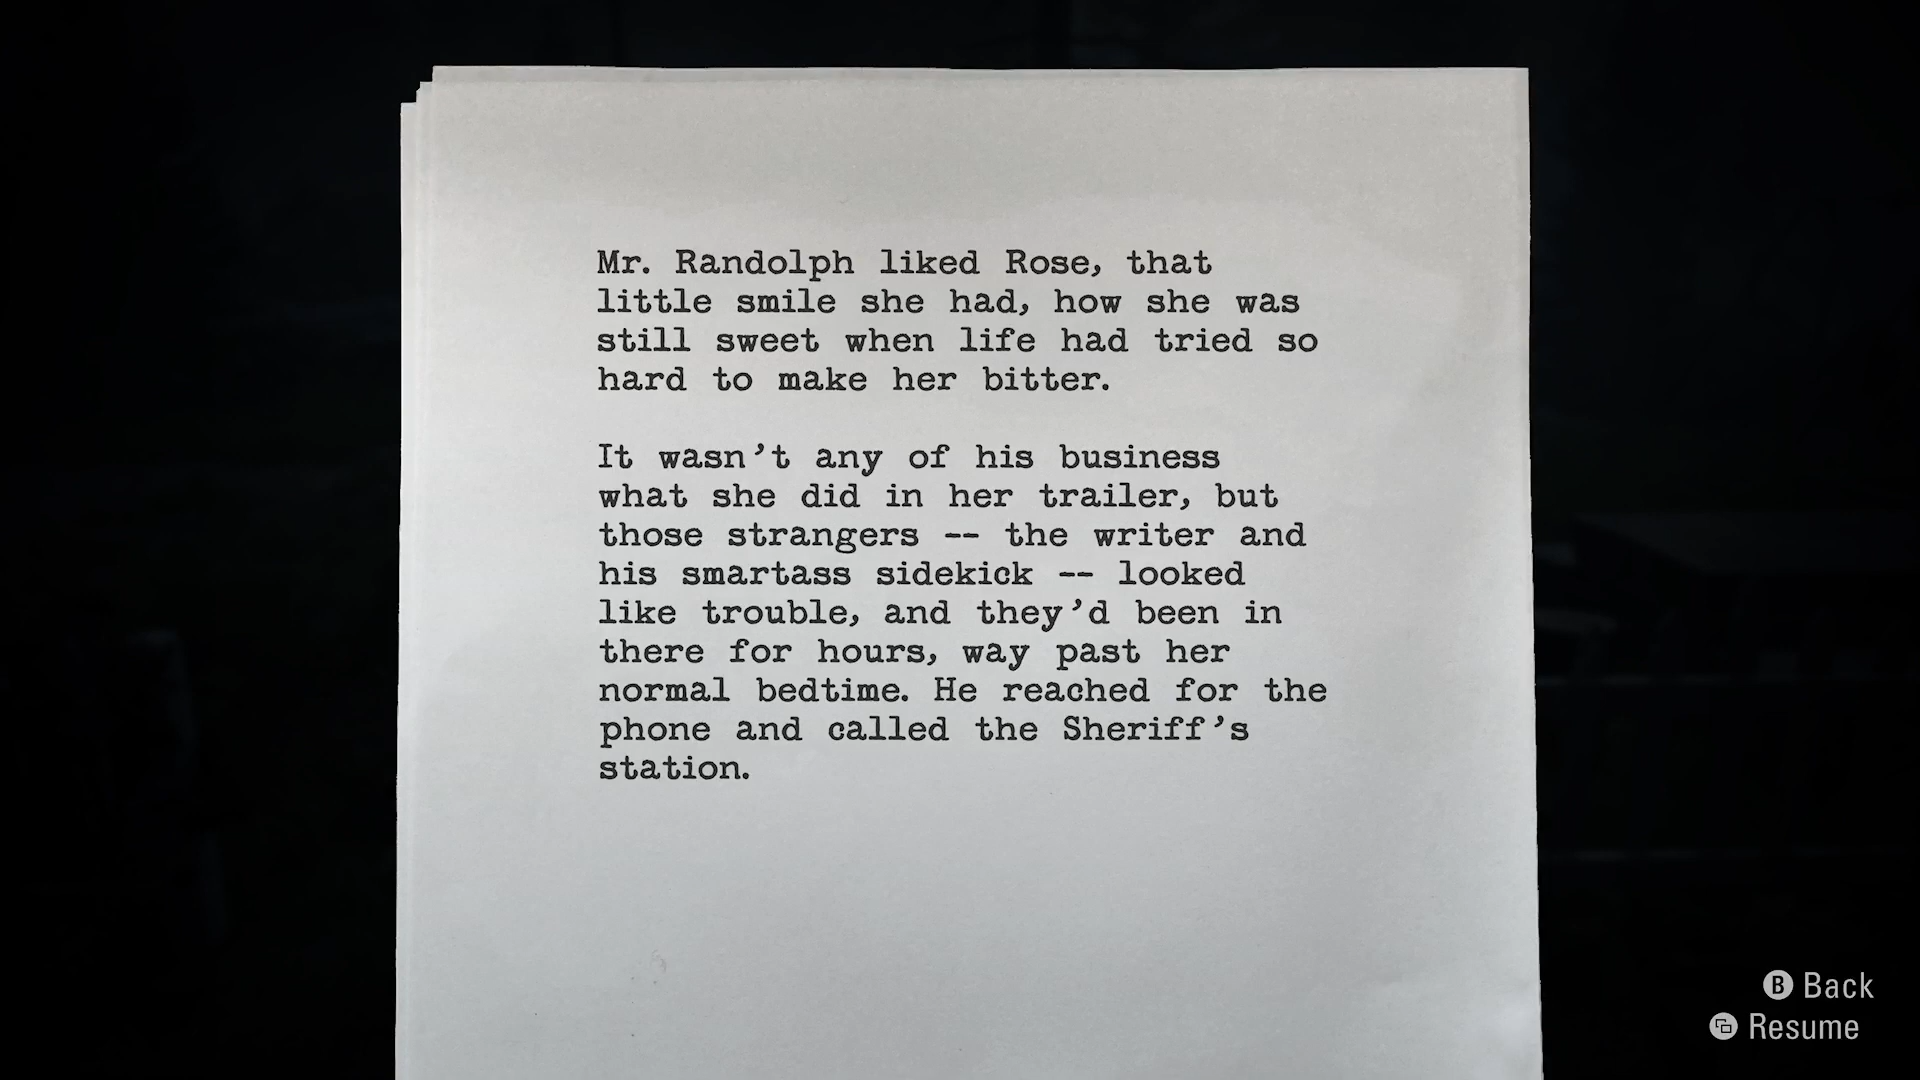 Mr. Randolph liked Rose, that
little smile she had, how she was
still sweet when life had tried so
hard to make her bitter.
It wasn't any of his business
what she did in her trailer, but
those strangers -- the writer and
his smartass sidekick -- looked
like trouble, and they'd been in
there for hours, way past her
normal bedtime. He reached for the
phone and called the Sheriff's
station.
B Back
Resume